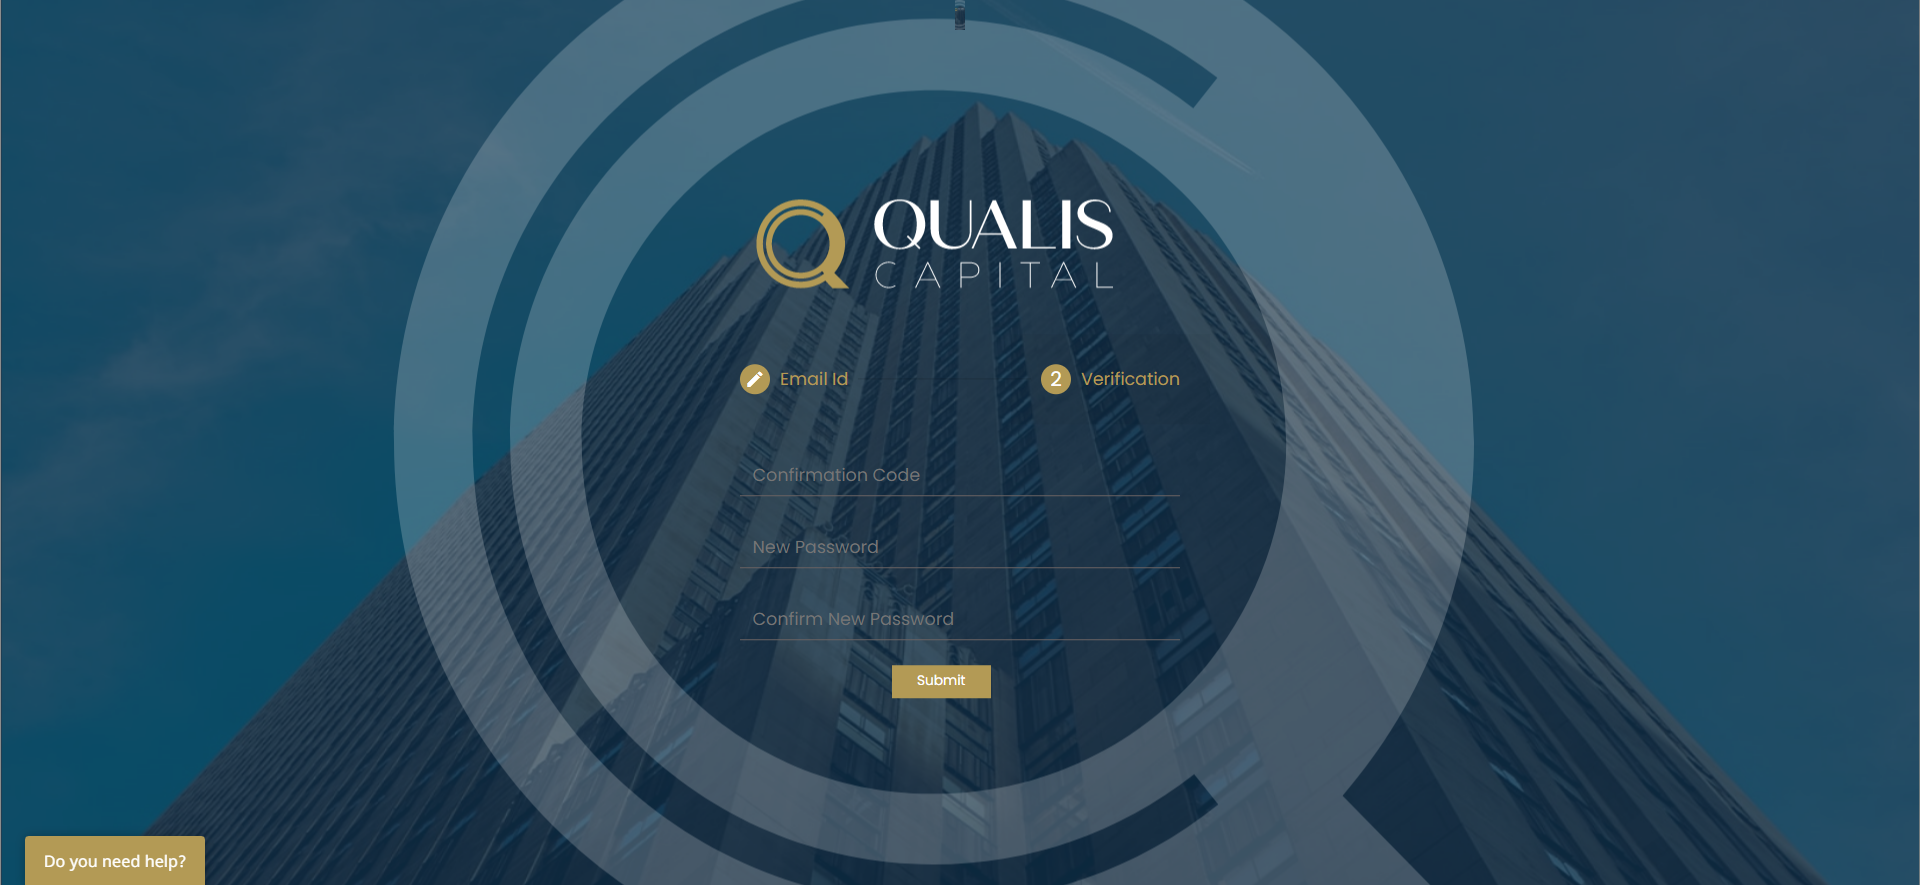 QUALIS
CAPITAL
Email Id
2 Verification
Confirmation Code
New Password
Confirm New Password
Submit
Do you need help?